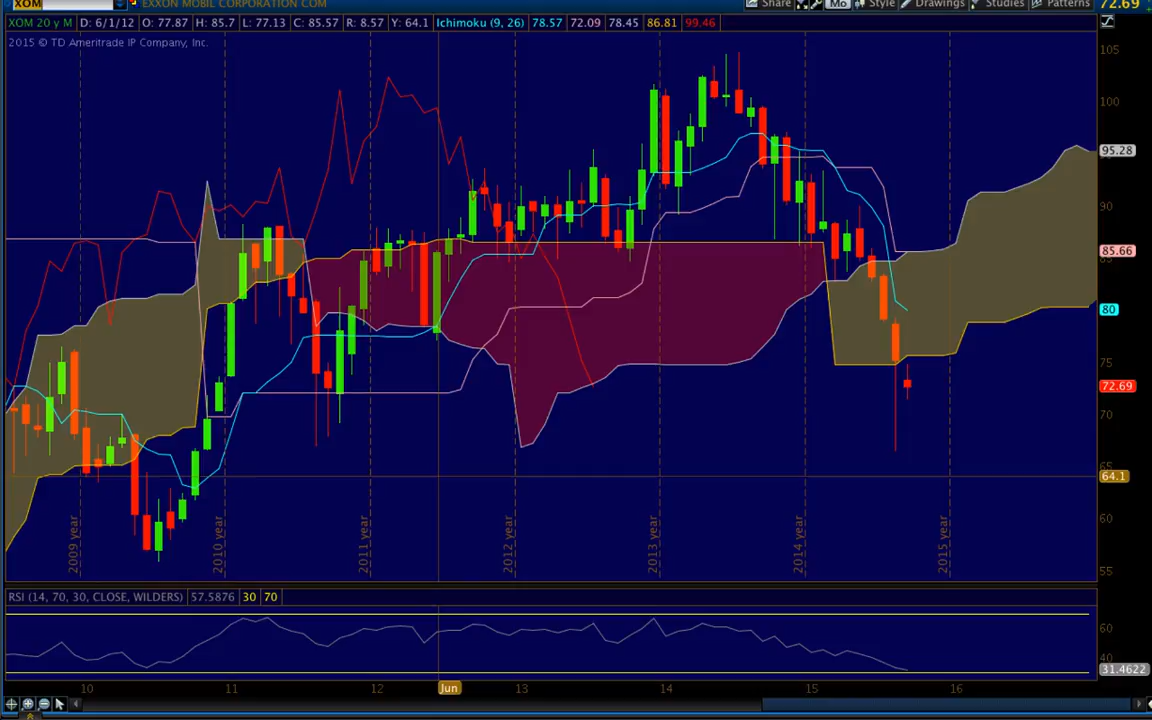 XOM EXXON MOBIL CORPORATION COM Share Mo Style Drawings Studies Patterns 72.69
XOM 20 y M D: 6/1/12 O: 77.87 H: 85.7 L: 77.13 C: 85.57 R: 8.57 Y: 64.1 Ichimoku (9, 26) 78.57 72.09 78.45 86.81 99.46
2015 © TD Ameritrade IP Company, Inc.
105
100
95.28
90
85.66
80
75
72.69
70
65
64.1
60
55
2009 year
2010 year
2011 year
2012 year
2013 year
2014 year
2015 year
RSI (14, 70, 30, CLOSE, WILDERS) 57.5876 30 70
60
40
31.4622
10 11 12 Jun 13 14 15 16